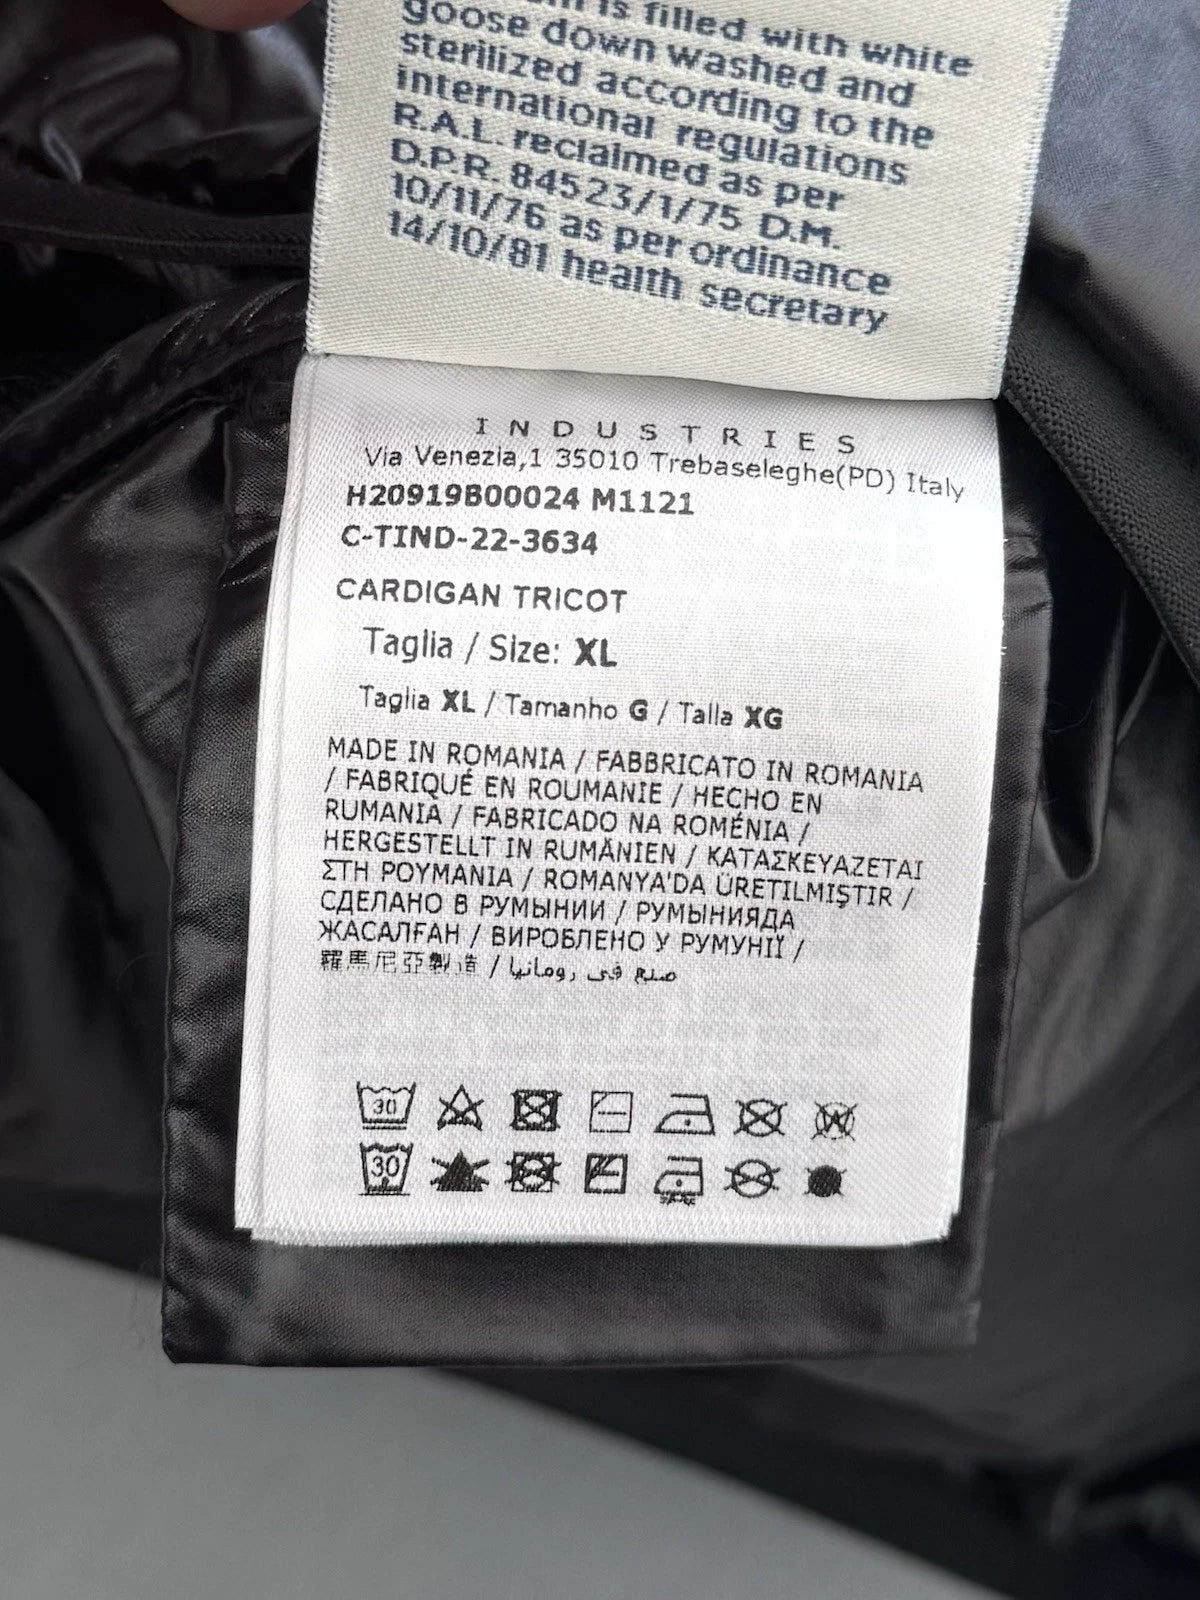 is filled with white
goose down washed and
sterilized according to the
international regulations
R.A.L. reclaimed as per
D.P.R. 84523/1/75 D.M.
10/11/76 as per ordinance
14/10/81 health secretary
INDUSTRIES
Via Venezia,1 35010 Trebaseleghe(PD) Italy
H20919B00024 M1121
C-TIND-22-3634
CARDIGAN TRICOT
Taglia / Size: XL
Taglia XL / Tamanho G / Talla XG
MADE IN ROMANIA / FABBRICATO IN ROMANIA
/ FABRIQUÉ EN ROUMANIE / HECHO EN
RUMANIA / FABRICADO NA ROMÉNIA /
HERGESTELLT IN RUMÄNIEN / ΚΑΤΑΣΚΕΥΑΖΕΤΑΙ
ΣΤΗ ΡΟΥΜΑΝΙΑ / ROMANYA'DA ÜRETILMIŞTIR /
СДЕЛАНО В РУМЫНИИ / РУМЫНИЯДА
ЖАСАЛҒАН / ВИРОБЛЕНО У РУМУНІЇ /
羅馬尼亞製造 / صنع في رومانيا
30 W
30